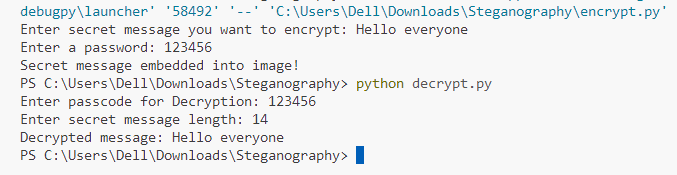 debugpy\launcher' '58492' '--' 'C:\Users\Dell\Downloads\Steganography\encrypt.py'
Enter secret message you want to encrypt: Hello everyone
Enter a password: 123456
Secret message embedded into image!
PS C:\Users\Dell\Downloads\Steganography> python decrypt.py
Enter passcode for Decryption: 123456
Enter secret message length: 14
Decrypted message: Hello everyone
PS C:\Users\Dell\Downloads\Steganography>